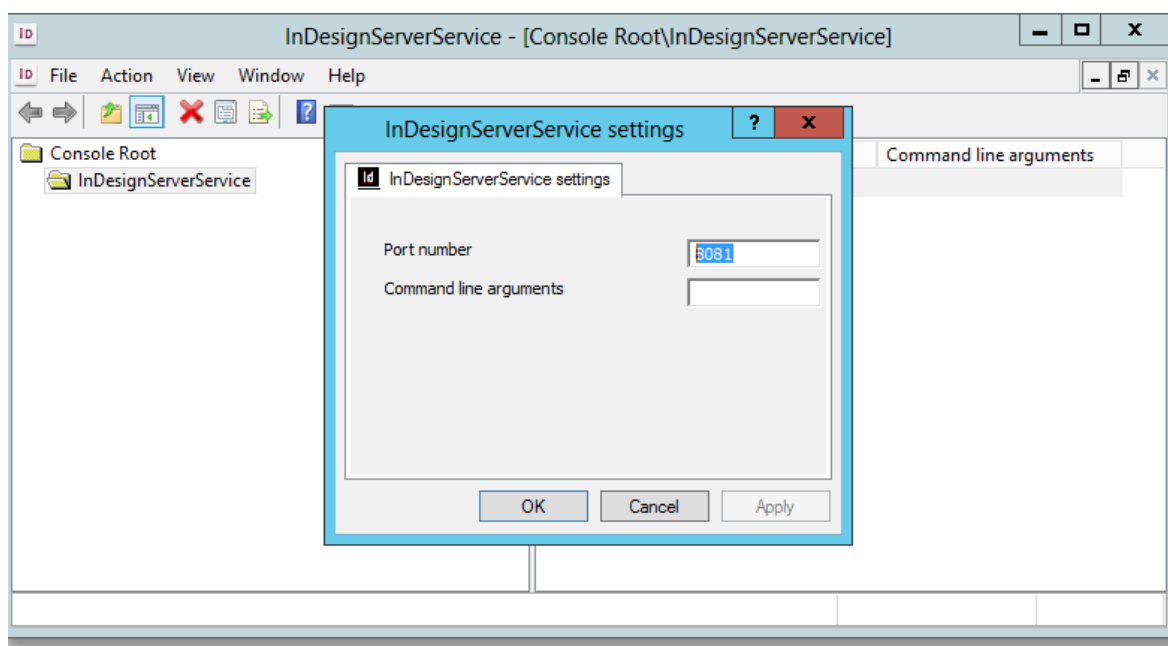 ID InDesignServerService - [Console Root\InDesignServerService]
ID File Action View Window Help
InDesignServerService settings
Console Root
Command line arguments
InDesignServerService
Id InDesignServerService settings
Port number 8081
Command line arguments
OK Cancel Apply